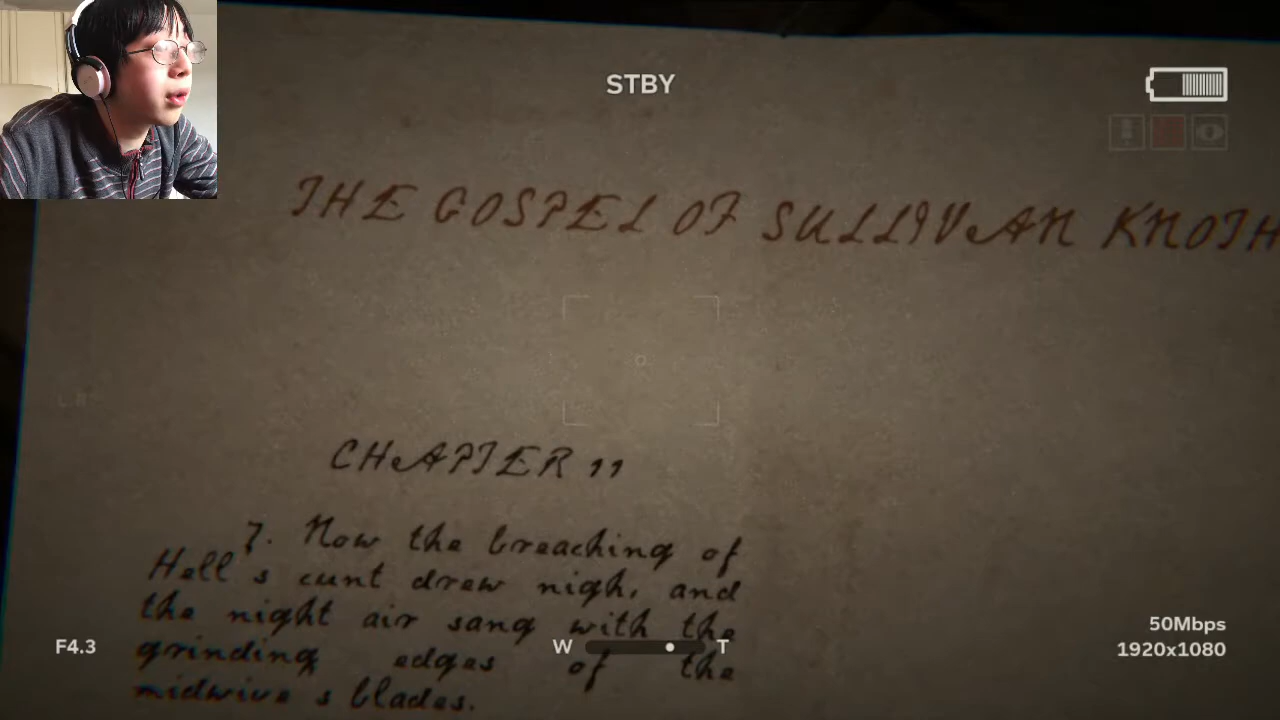 STBY
THE GOSPEL OF SULLIVAN KNOTH
CHAPTER 11
7. Now the breaching of
Hell s cunt drew nigh, and
the night air sang with the
grinding edges of the
midwive s blades.
F4.3
W T
50Mbps
1920x1080